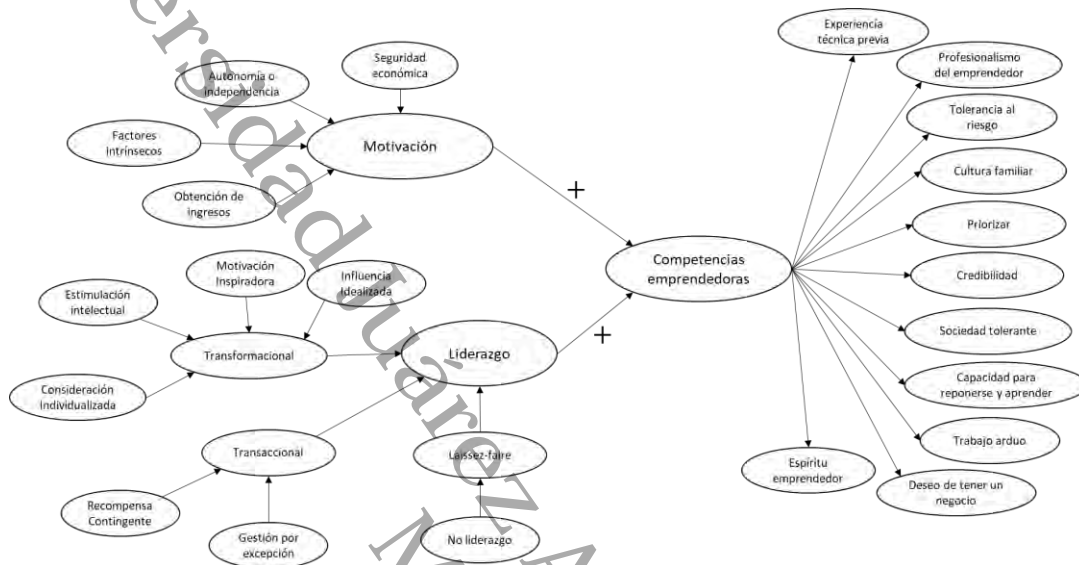 Experiencia
técnica previa
Seguridad
económica
Profesionalismo
del emprendedor
Autonomía o
independencia
Tolerancia al
riesgo
Factores
Intrínsecos
Motivación
Cultura familiar
Obtención de
ingresos
+
Priorizar
Competencias
emprendedoras
Motivación
Inspiradora
Influencia
Idealizada
Credibilidad
Estimulación
intelectual
Sociedad tolerante
+
Transformacional
Liderazgo
Capacidad para
reponerse y aprender
Consideración
individualizada
Trabajo arduo
Transaccional
Laissez-faire
Espíritu
emprendedor
Deseo de tener un
negocio
Recompensa
Contingente
Gestión por
excepción
No liderazgo
ersidad Juárez A